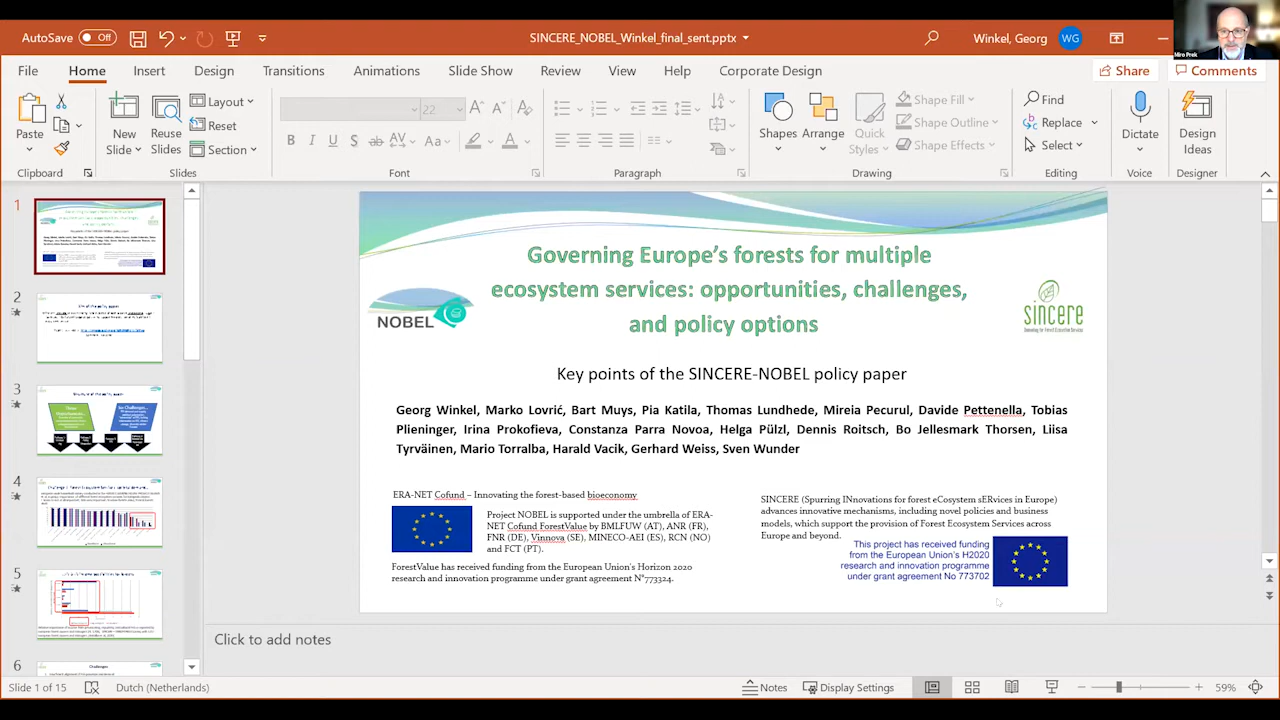 AutoSave Off SINCERE_NOBEL_Winkel_final_sent.pptx Winkel, Georg WG
Miro Prek
File Home Insert Design Transitions Animations Slide Show Review View Help Corporate Design Share Comments
Paste New Slide Reuse Slides Layout Reset Section 22 Shapes Arrange Quick Styles Shape Fill Shape Outline Shape Effects Find Replace Select Dictate Design Ideas
Clipboard Slides Font Paragraph Drawing Editing Voice Designer
1
2
3
4
5
6
Challenges
Governing Europe's forests for multiple
ecosystem services: opportunities, challenges,
and policy options
NOBEL
sincere
Key points of the SINCERE-NOBEL policy paper
Georg Winkel, Marko Lovrić, Bart Muys, Pia Katila, Thomas Lundhede, Mireia Pecurul, Davide Pettenella, Tobias
Plieninger, Irina Prokofieva, Constanza Parra Novoa, Helga Pülzl, Dennis Roitsch, Bo Jellesmark Thorsen, Liisa
Tyrväinen, Mario Torralba, Harald Vacik, Gerhard Weiss, Sven Wunder
ERA-NET Cofund – Innovating the forest-based bioeconomy
Project NOBEL is supported under the umbrella of ERA-
NET Cofund ForestValue by BMLFUW (AT), ANR (FR),
FNR (DE), Vinnova (SE), MINECO-AEI (ES), RCN (NO)
and FCT (PT).
ForestValue has received funding from the European Union's Horizon 2020
research and innovation programme under grant agreement N°773324.
SINCERE (Spurring INnovations for forest eCosystem sERvices in Europe)
advances innovative mechanisms, including novel policies and business
models, which support the provision of Forest Ecosystem Services across
Europe and beyond.
This project has received funding
from the European Union's H2020
research and innovation programme
under grant agreement No 773702
Click to add notes
Slide 1 of 15 Dutch (Netherlands) Notes Display Settings 59%